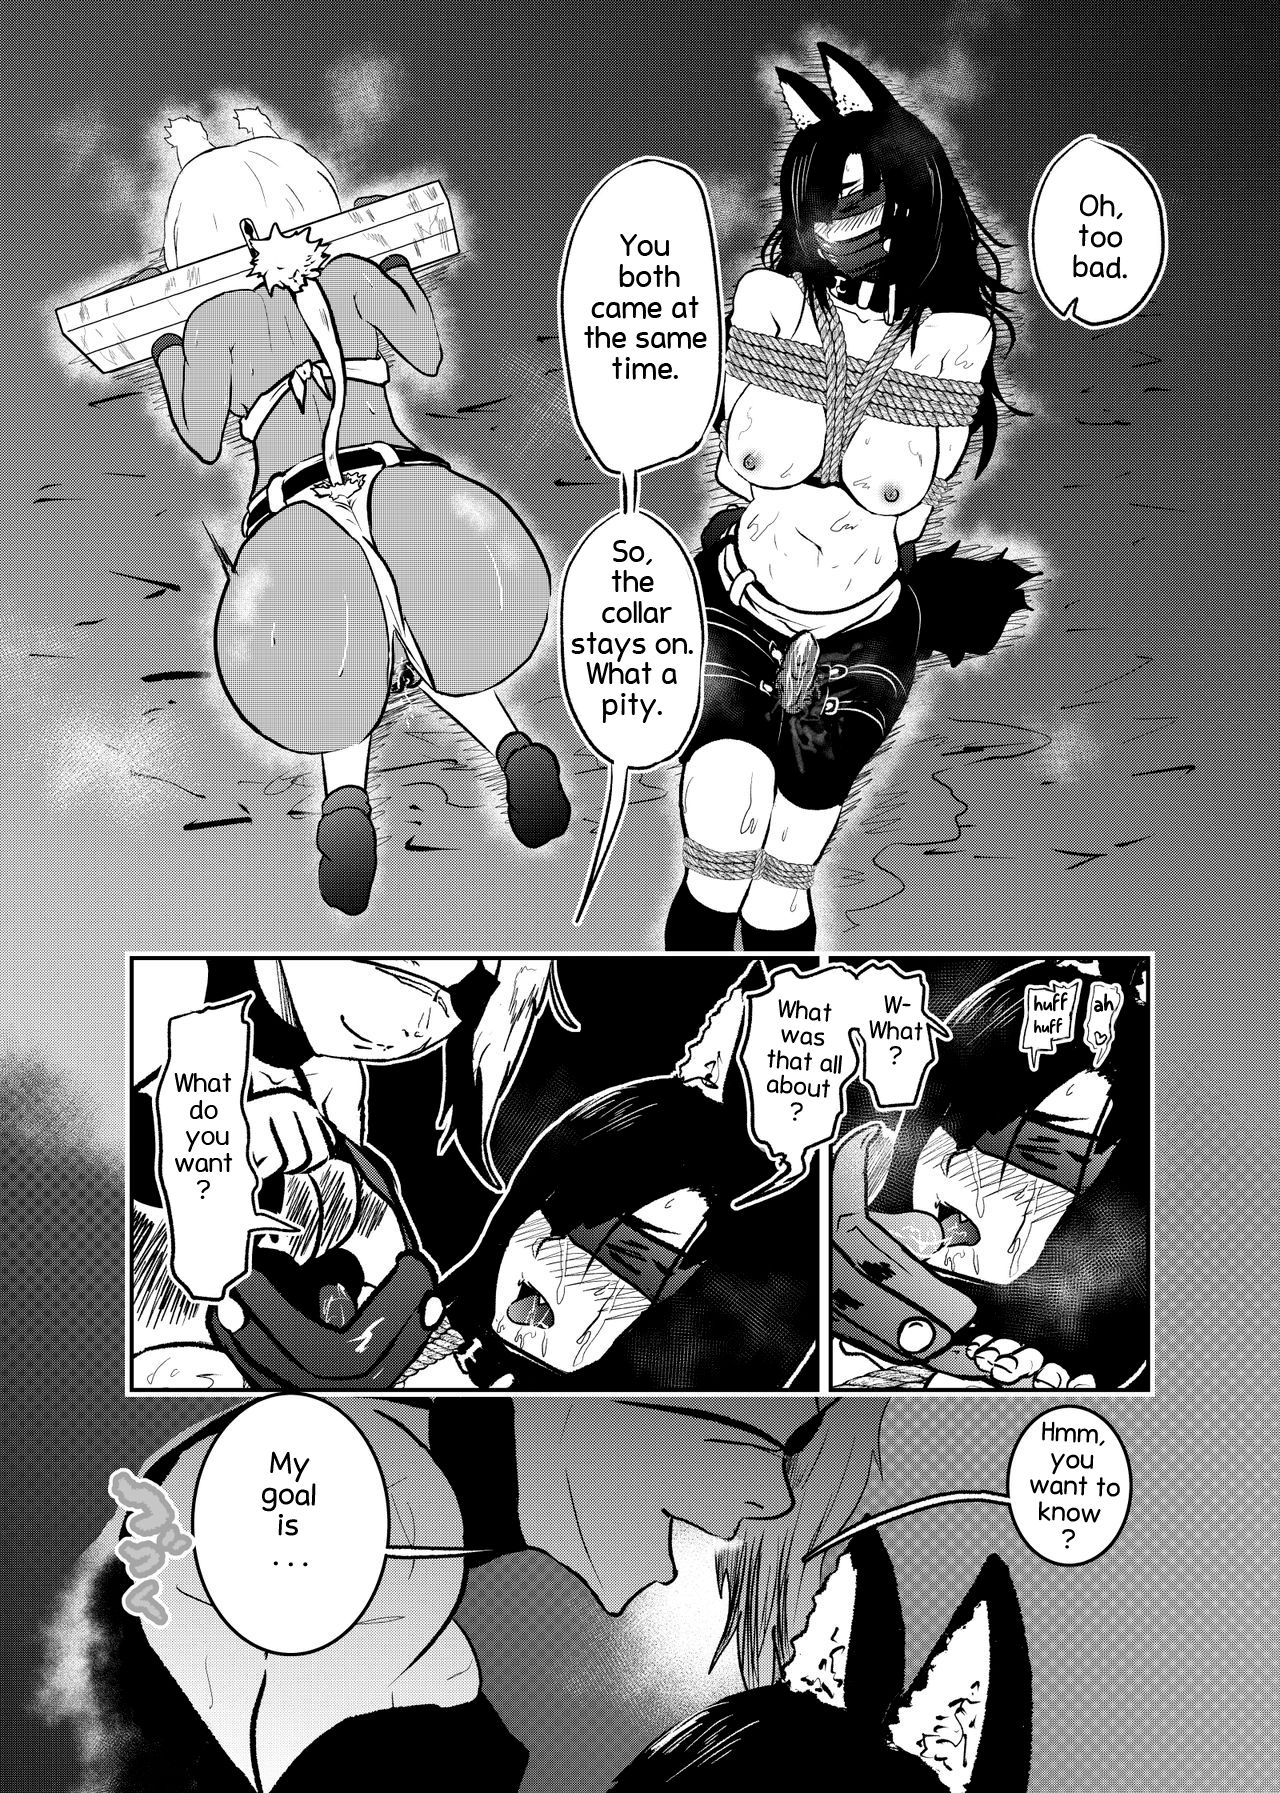 Oh,
too
bad.
You
both
came at
the same
time.
So,
the
collar
stays on.
What a
pity.
ah
huff
huff
W-
What
?
What
was
that all
about
?
What
do
you
want
?
Hmm,
you
want to
know
?
My
goal
is
...